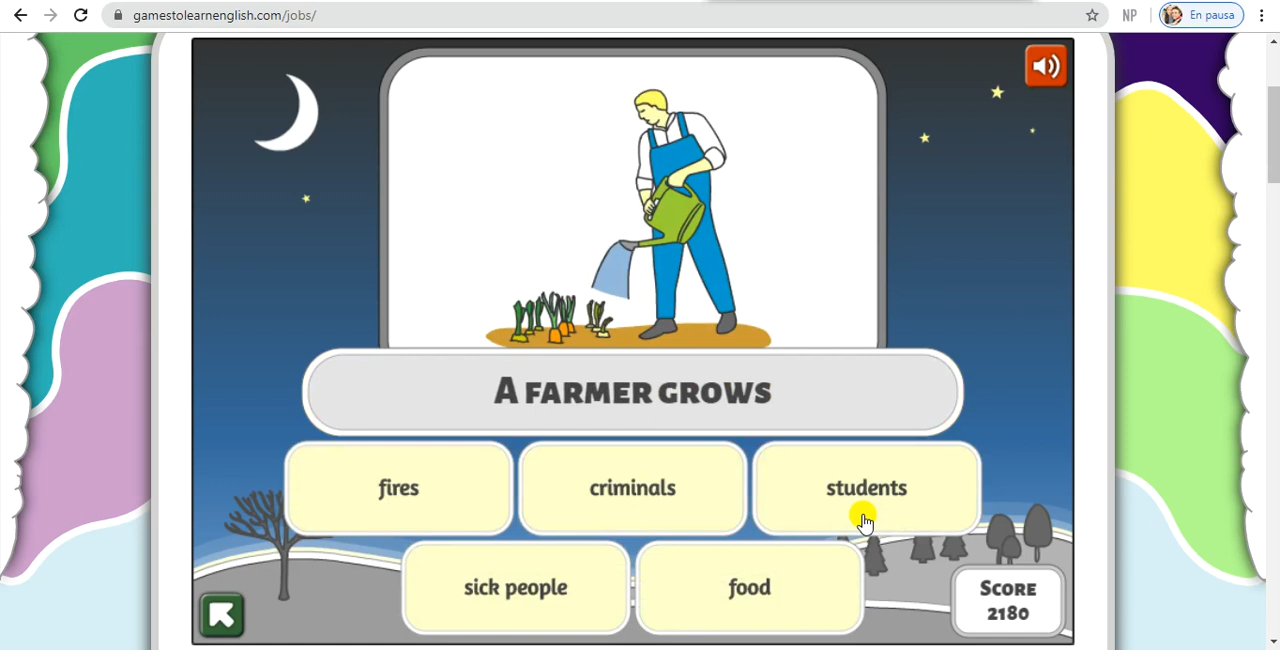 gamestolearnenglish.com/jobs/
NP
En pausa
A FARMER GROWS
fires
criminals
students
sick people
food
SCORE
2180